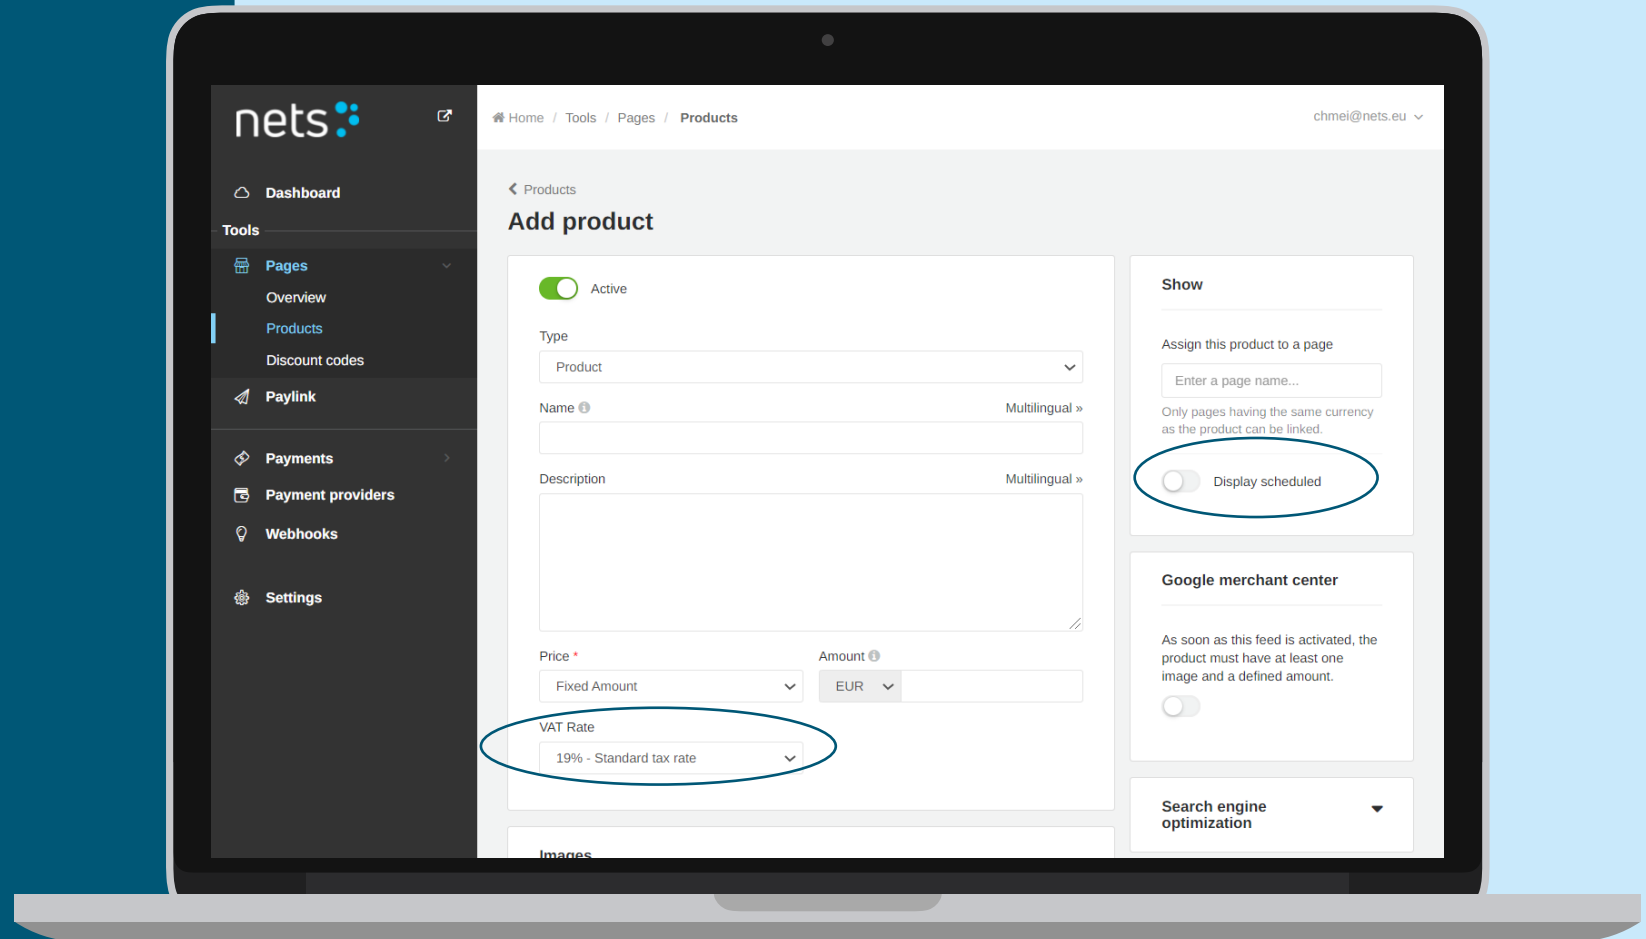 nets
Dashboard
Tools
Pages
Overview
Products
Discount codes
Paylink
Payments
Payment providers
Webhooks
Settings
Home / Tools / Pages / Products
chmei@nets.eu
Products
Add product
Active
Type
Product
Name
Multilingual »
Description
Multilingual »
Price *
Amount
Fixed Amount
EUR
VAT Rate
19% - Standard tax rate
Images
Show
Assign this product to a page
Enter a page name...
Only pages having the same currency
as the product can be linked.
Display scheduled
Google merchant center
As soon as this feed is activated, the
product must have at least one
image and a defined amount.
Search engine
optimization